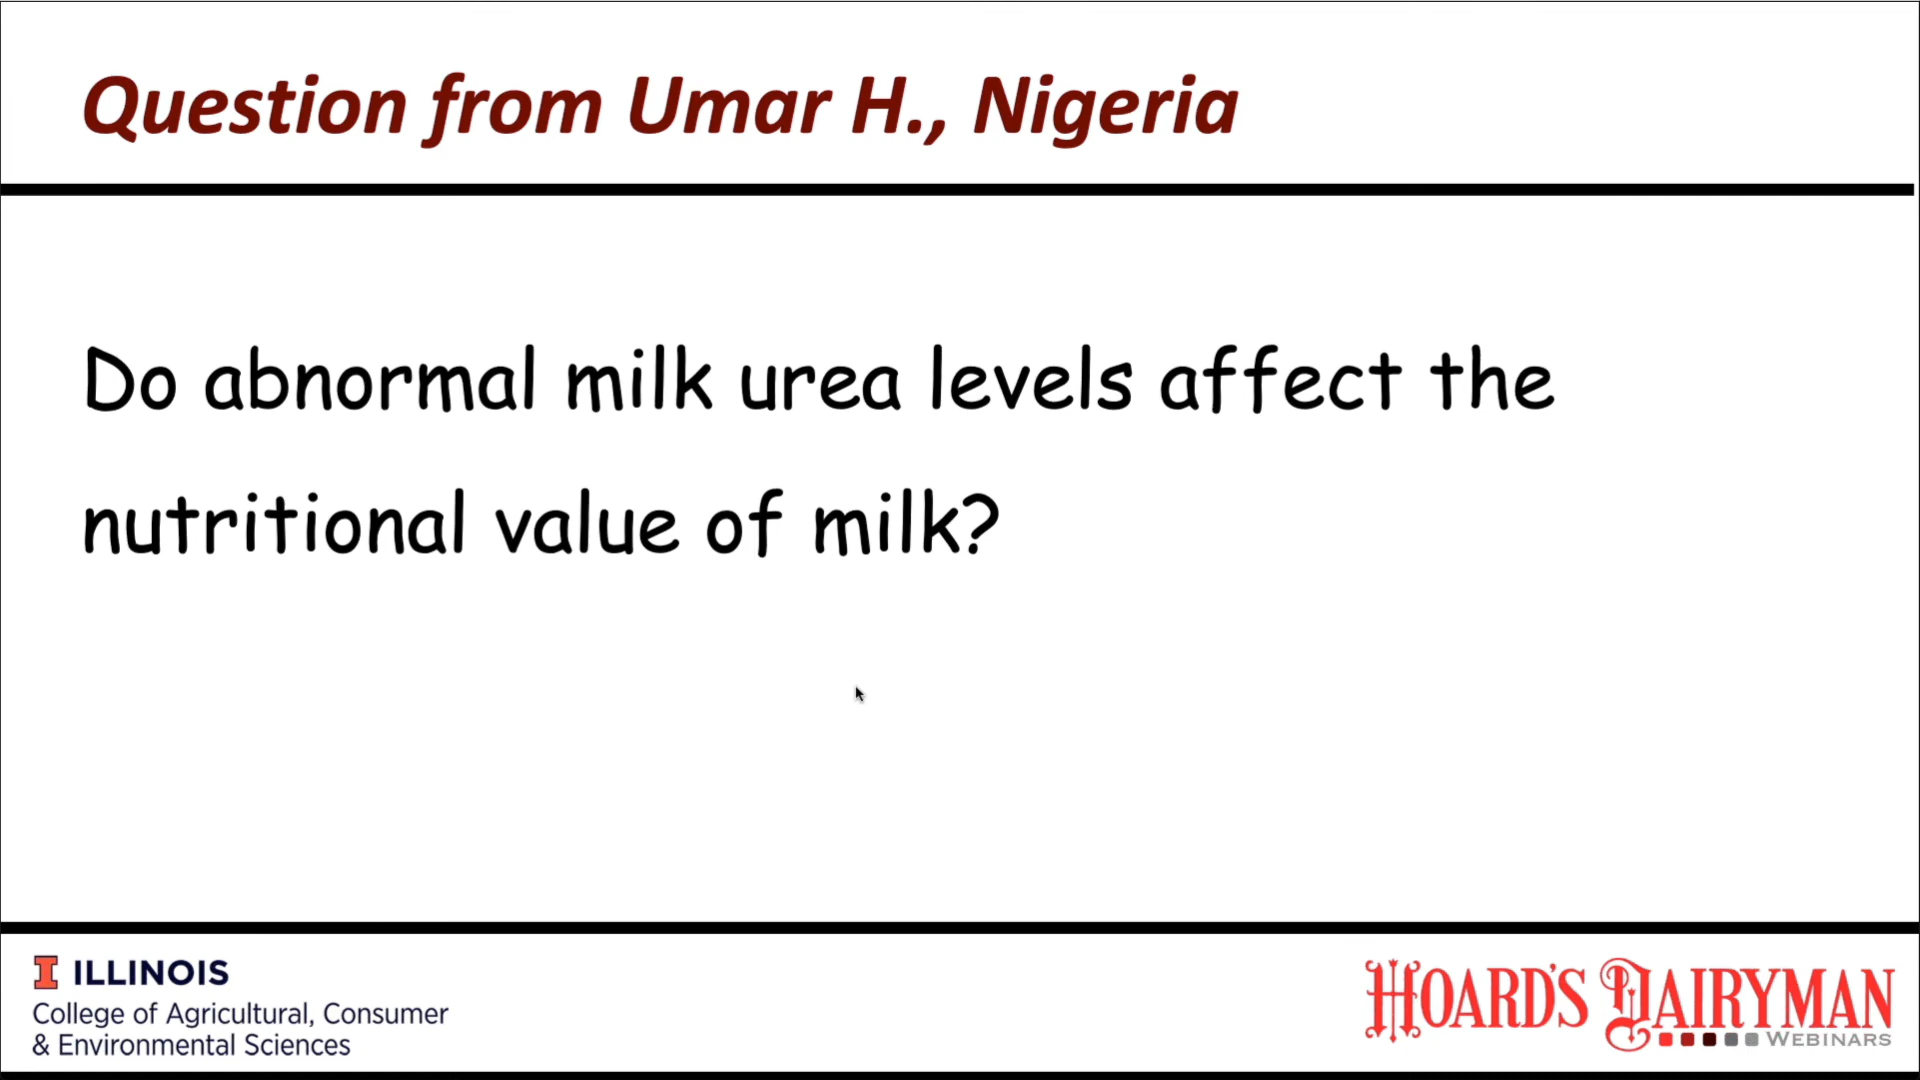 Question from Umar H., Nigeria
Do abnormal milk urea levels affect the
nutritional value of milk?
I ILLINOIS
College of Agricultural, Consumer
& Environmental Sciences
HOARD'S DAIRYMAN
WEBINARS